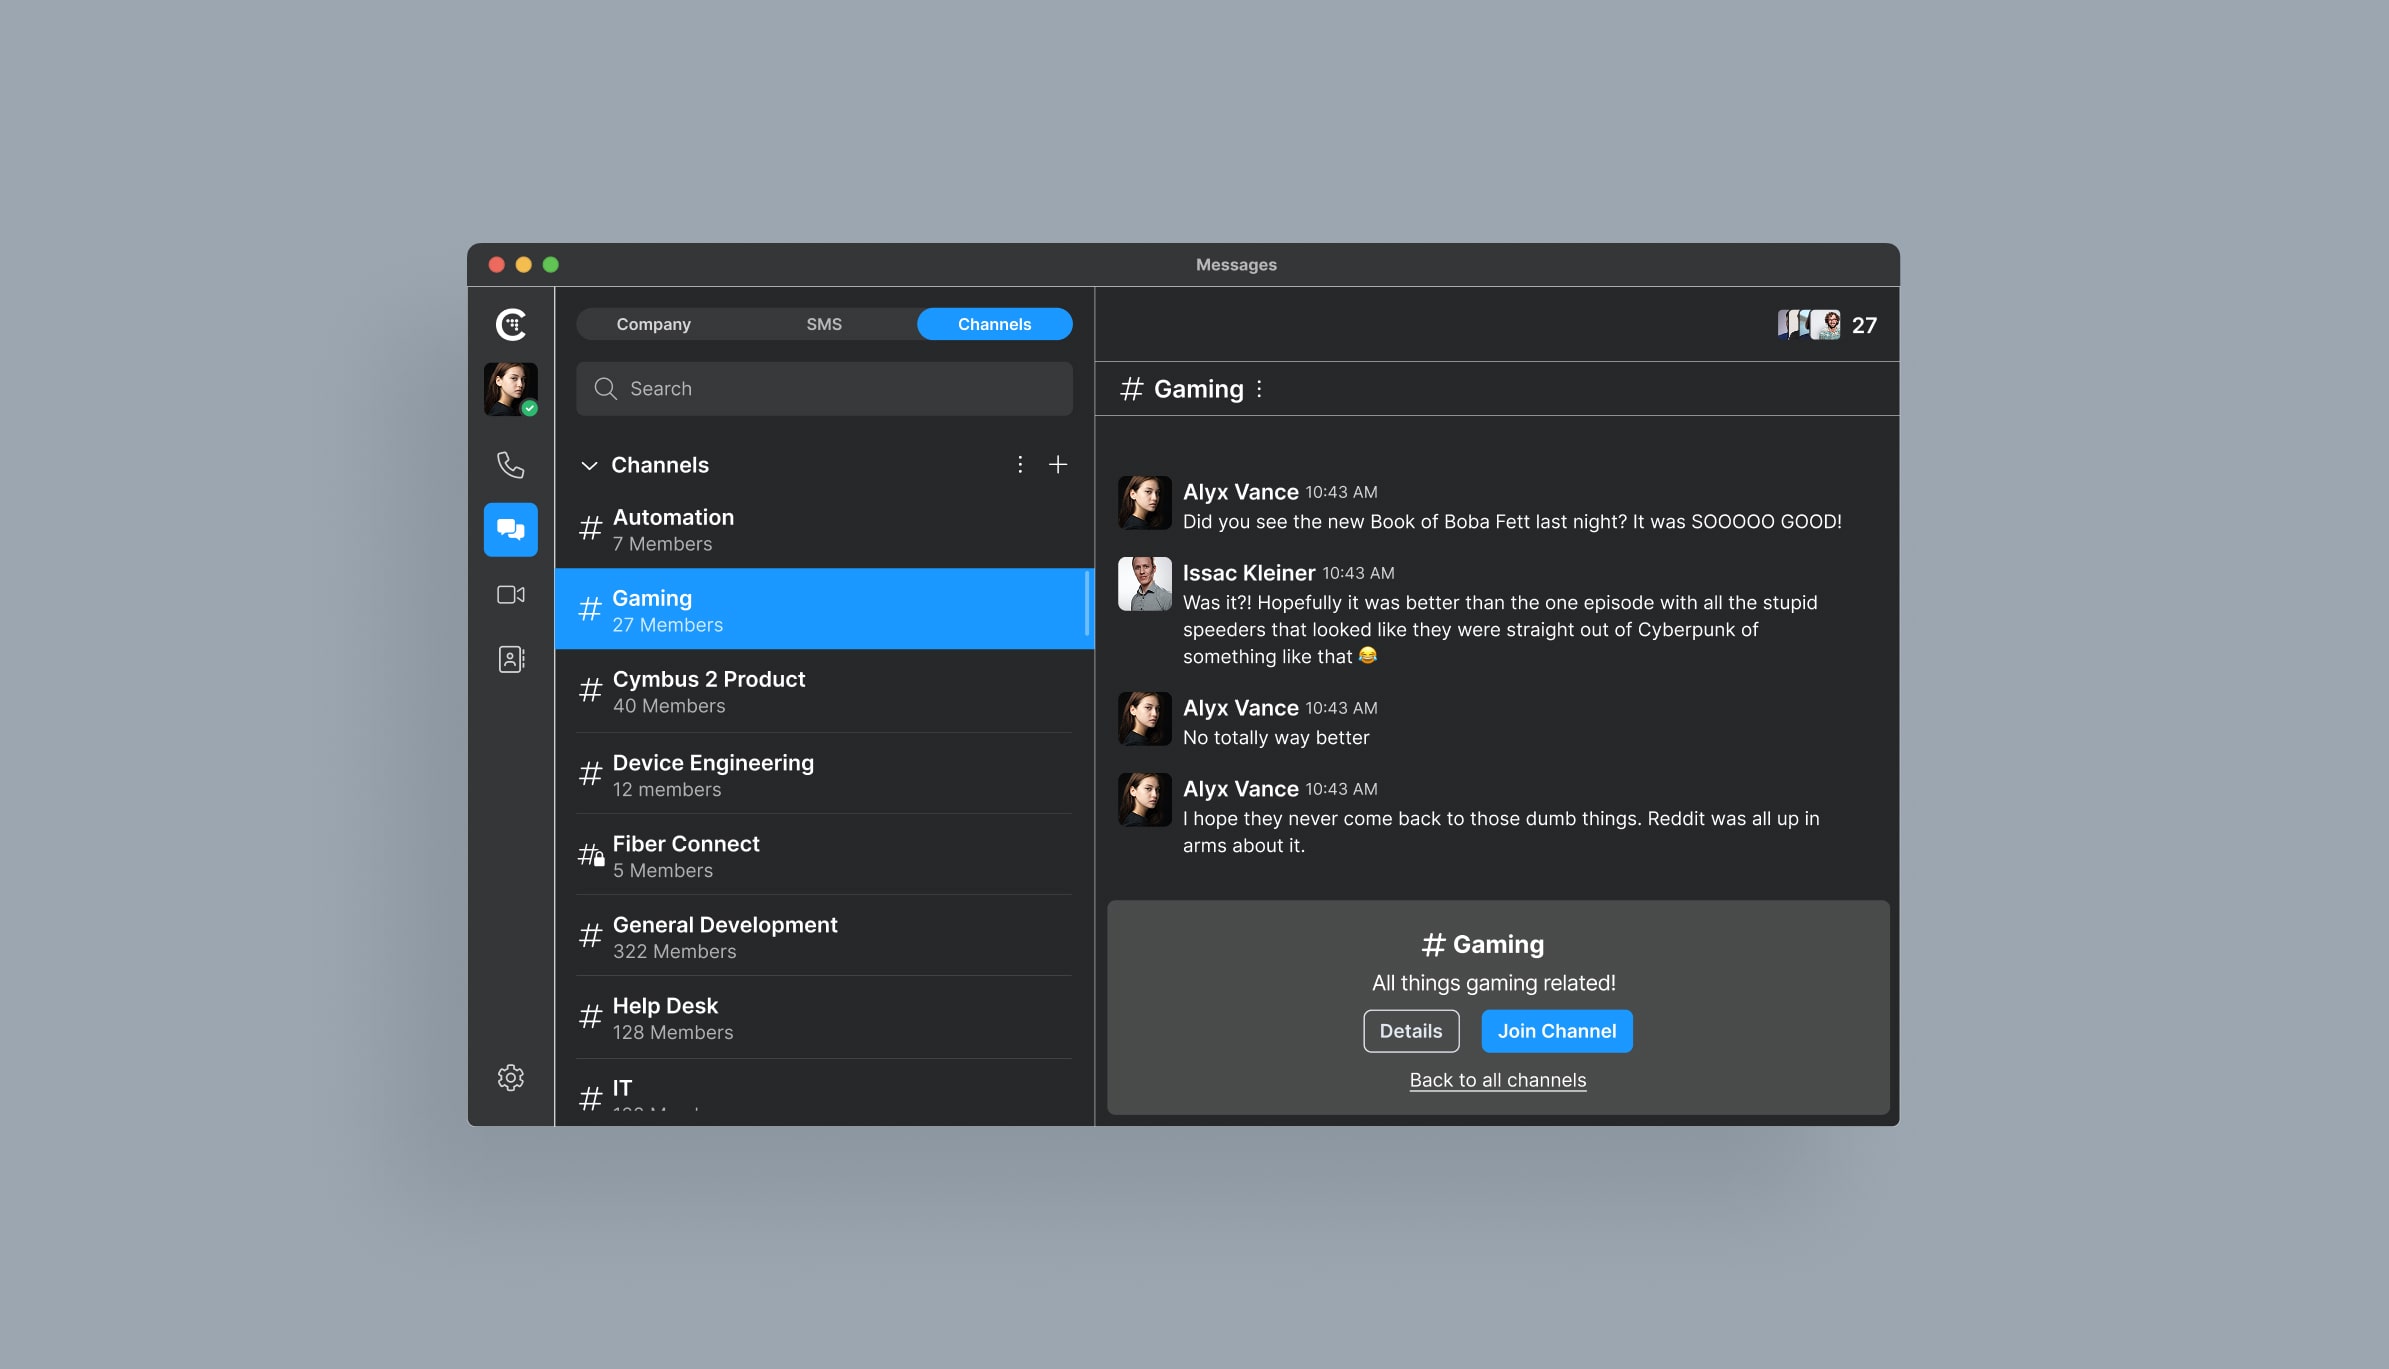 Messages
Company
SMS
Channels
Search
Channels
# Automation
7 Members
# Gaming
27 Members
# Cymbus 2 Product
40 Members
# Device Engineering
12 members
# Fiber Connect
5 Members
# General Development
322 Members
# Help Desk
128 Members
# IT
27
# Gaming
Alyx Vance 10:43 AM
Did you see the new Book of Boba Fett last night? It was SOOOOO GOOD!
Issac Kleiner 10:43 AM
Was it?! Hopefully it was better than the one episode with all the stupid
speeders that looked like they were straight out of Cyberpunk of
something like that 😂
Alyx Vance 10:43 AM
No totally way better
Alyx Vance 10:43 AM
I hope they never come back to those dumb things. Reddit was all up in
arms about it.
# Gaming
All things gaming related!
Details
Join Channel
Back to all channels